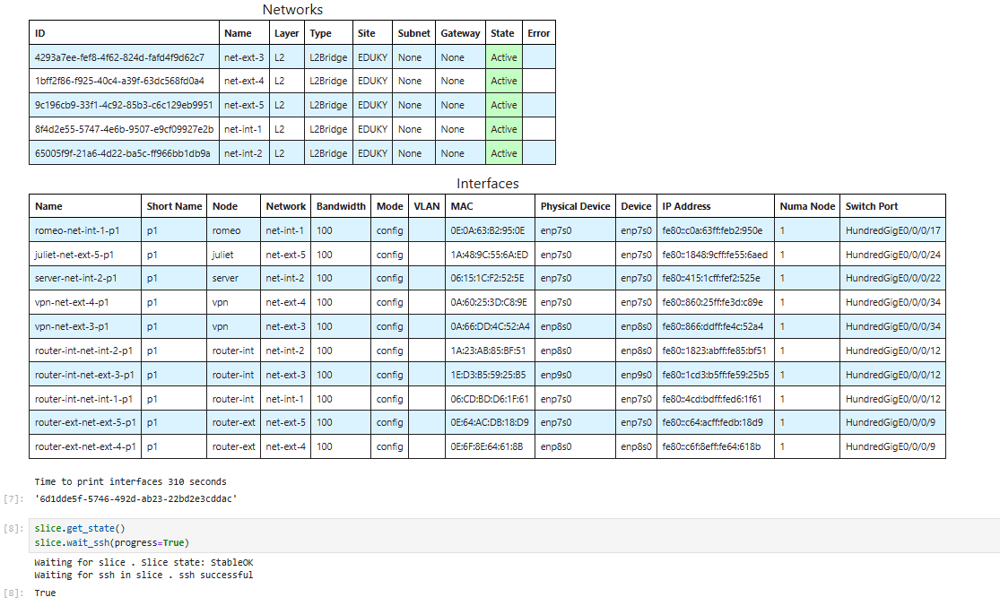 Networks
ID Name Layer Type Site Subnet Gateway State Error
4293a7ee-fef8-4f62-824d-fafd4f9d62c7 net-ext-3 L2 L2Bridge EDUKY None None Active
1bff2f86-f925-40c4-a39f-63dc568fd0a4 net-ext-4 L2 L2Bridge EDUKY None None Active
9c196cb9-33f1-4c92-85b3-c6c129eb9951 net-ext-5 L2 L2Bridge EDUKY None None Active
8f4d2e55-5747-4e6b-9507-e9cf09927e2b net-int-1 L2 L2Bridge EDUKY None None Active
65005f9f-21a6-4d22-ba5c-ff966bb1db9a net-int-2 L2 L2Bridge EDUKY None None Active
Interfaces
Name Short Name Node Network Bandwidth Mode VLAN MAC Physical Device Device IP Address Numa Node Switch Port
romeo-net-int-1-p1 p1 romeo net-int-1 100 config 0E:0A:63:B2:95:0E enp7s0 enp7s0 fe80::c0a:63ff:feb2:950e 1 HundredGigE0/0/0/17
juliet-net-ext-5-p1 p1 juliet net-ext-5 100 config 1A:48:9C:55:6A:ED enp7s0 enp7s0 fe80::1848:9cff:fe55:6aed 1 HundredGigE0/0/0/24
server-net-int-2-p1 p1 server net-int-2 100 config 06:15:1C:F2:52:5E enp7s0 enp7s0 fe80::415:1cff:fef2:525e 1 HundredGigE0/0/0/22
vpn-net-ext-4-p1 p1 vpn net-ext-4 100 config 0A:60:25:3D:C8:9E enp7s0 enp7s0 fe80::860:25ff:fe3d:c89e 1 HundredGigE0/0/0/34
vpn-net-ext-3-p1 p1 vpn net-ext-3 100 config 0A:66:DD:4C:52:A4 enp8s0 enp8s0 fe80::866:ddff:fe4c:52a4 1 HundredGigE0/0/0/34
router-int-net-int-2-p1 p1 router-int net-int-2 100 config 1A:23:AB:85:BF:51 enp8s0 enp8s0 fe80::1823:abff:fe85:bf51 1 HundredGigE0/0/0/12
router-int-net-ext-3-p1 p1 router-int net-ext-3 100 config 1E:D3:B5:59:25:B5 enp9s0 enp9s0 fe80::1cd3:b5ff:fe59:25b5 1 HundredGigE0/0/0/12
router-int-net-int-1-p1 p1 router-int net-int-1 100 config 06:CD:BD:D6:1F:61 enp7s0 enp7s0 fe80::4cd:bdff:fed6:1f61 1 HundredGigE0/0/0/12
router-ext-net-ext-5-p1 p1 router-ext net-ext-5 100 config 0E:64:AC:DB:18:D9 enp7s0 enp7s0 fe80::c64:acff:fedb:18d9 1 HundredGigE0/0/0/9
router-ext-net-ext-4-p1 p1 router-ext net-ext-4 100 config 0E:6F:8E:64:61:8B enp8s0 enp8s0 fe80::c6f:8eff:fe64:618b 1 HundredGigE0/0/0/9
Time to print interfaces 310 seconds
[7]: '6d1dde5f-5746-492d-ab23-22bd2e3cddac'
[8]: slice.get_state()
slice.wait_ssh(progress=True)
Waiting for slice . Slice state: StableOK
Waiting for ssh in slice . ssh successful
[8]: True